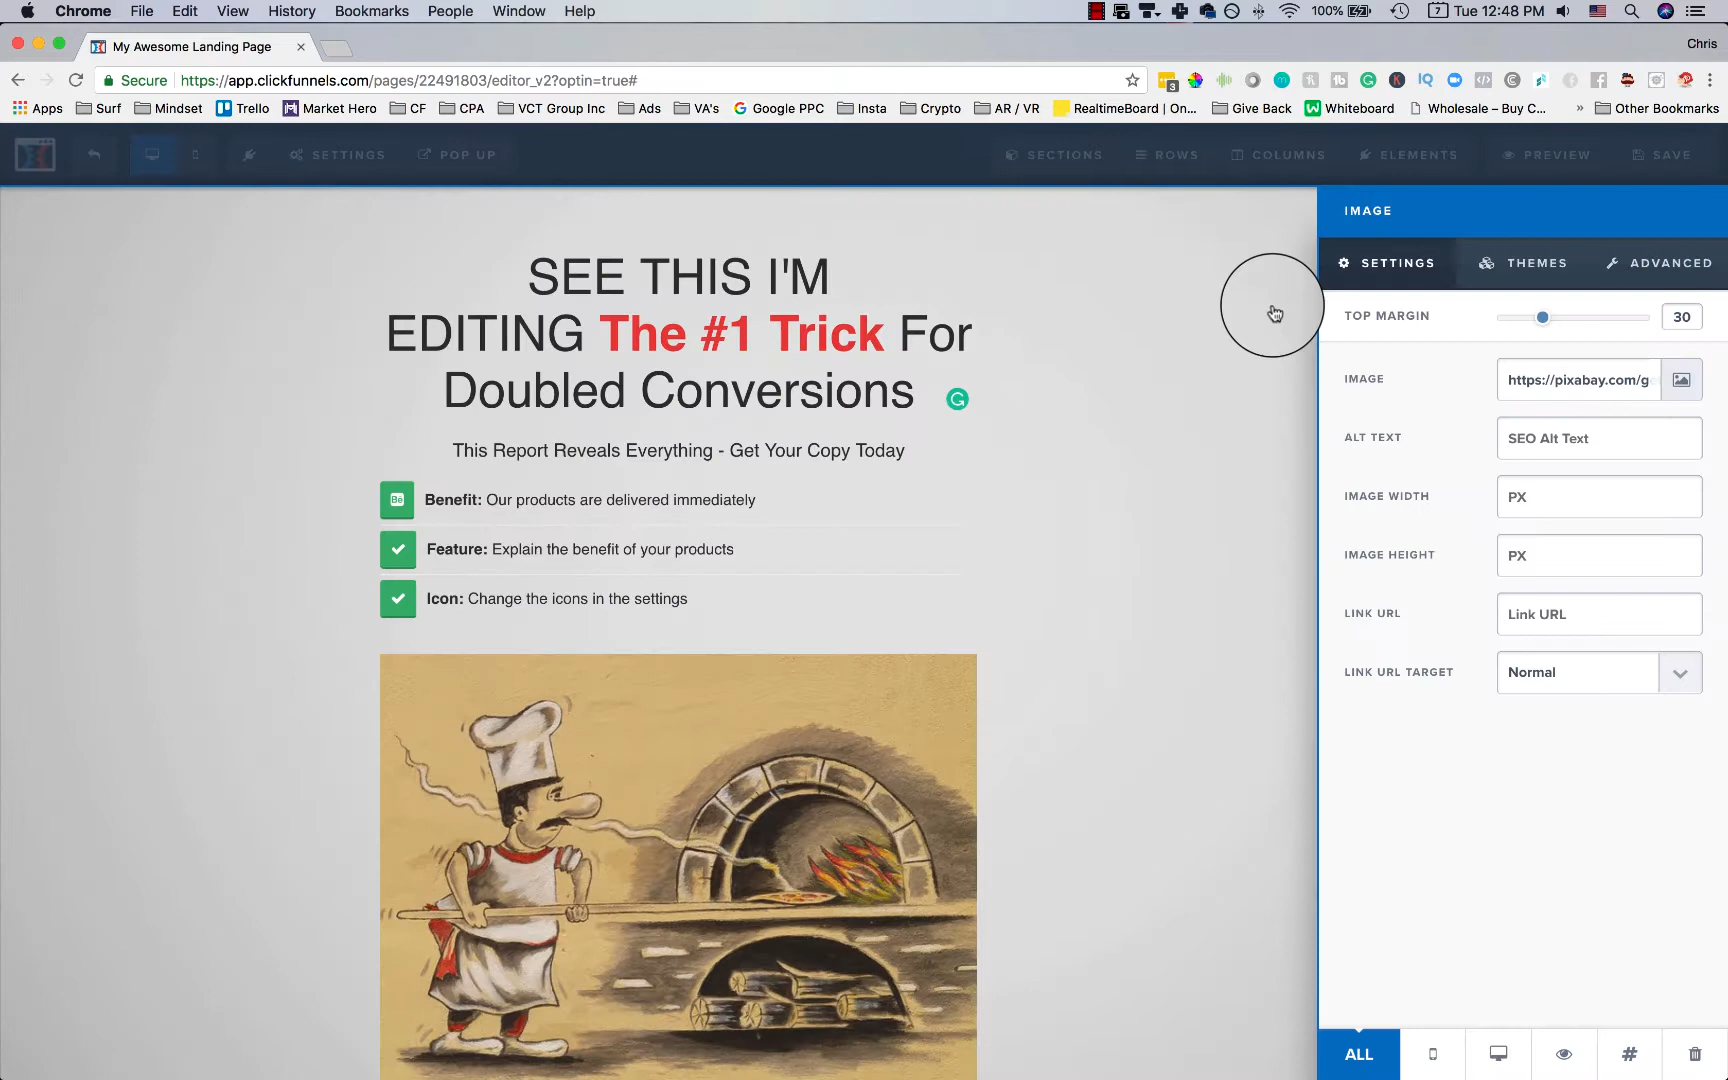 Chrome File Edit View History Bookmarks People Window Help
100% 7 Tue 12:48 PM
My Awesome Landing Page
Chris
Secure https://app.clickfunnels.com/pages/22491803/editor_v2?optin=true#
3
Apps Surf Mindset Trello Market Hero CF CPA VCT Group Inc Ads VA's Google PPC Insta Crypto AR / VR RealtimeBoard | On... Give Back Whiteboard Wholesale – Buy C... » Other Bookmarks
SETTINGS POP UP SECTIONS ROWS COLUMNS ELEMENTS PREVIEW SAVE
IMAGE
SETTINGS THEMES ADVANCED
TOP MARGIN 30
IMAGE https://pixabay.com/g
ALT TEXT SEO Alt Text
IMAGE WIDTH PX
IMAGE HEIGHT PX
LINK URL Link URL
LINK URL TARGET Normal
SEE THIS I'M
EDITING The #1 Trick For
Doubled Conversions
This Report Reveals Everything - Get Your Copy Today
Benefit: Our products are delivered immediately
Feature: Explain the benefit of your products
Icon: Change the icons in the settings
ALL #